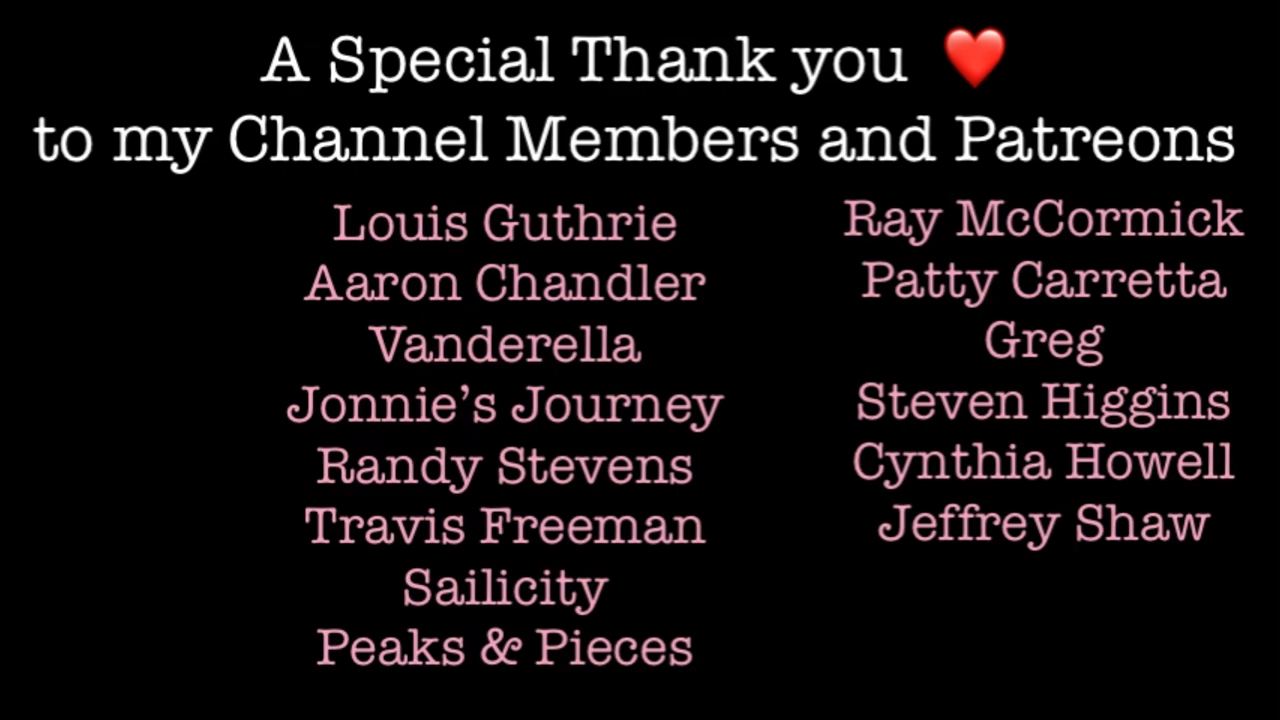 A Special Thank you ❤️
to my Channel Members and Patreons
Louis Guthrie
Aaron Chandler
Vanderella
Jonnie’s Journey
Randy Stevens
Travis Freeman
Sailicity
Peaks & Pieces
Ray McCormick
Patty Carretta
Greg
Steven Higgins
Cynthia Howell
Jeffrey Shaw